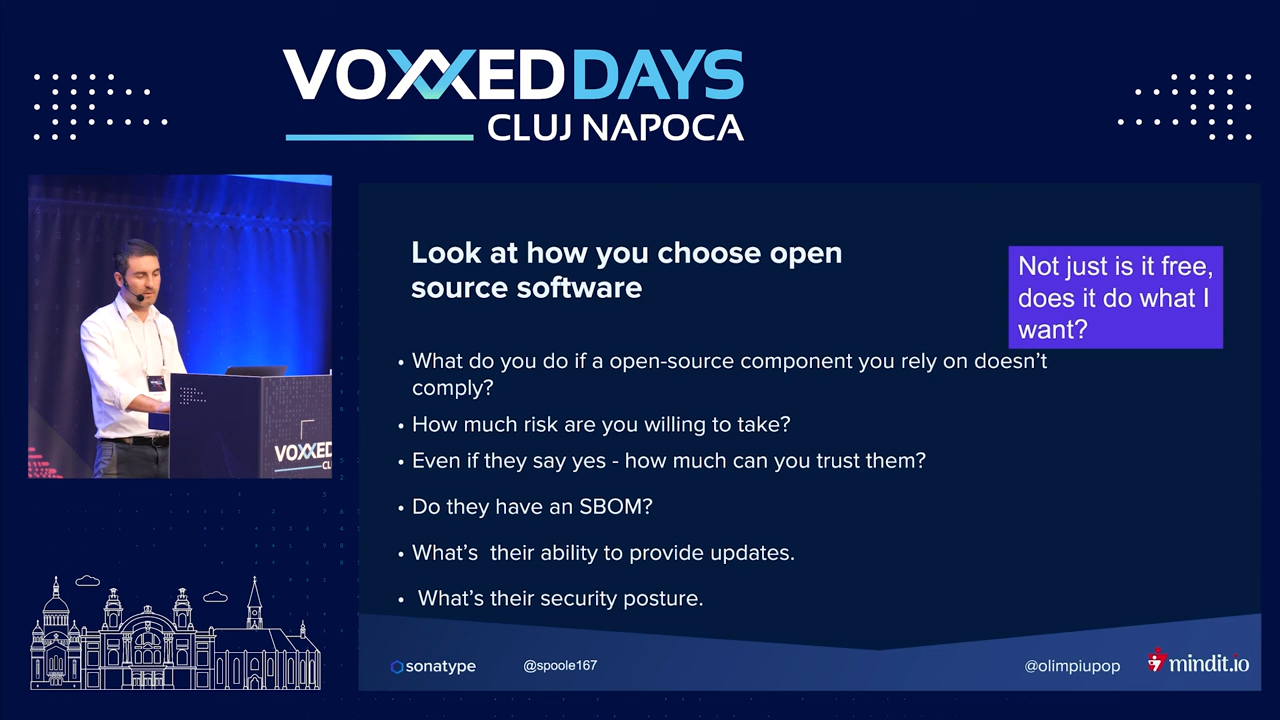 VOXXED DAYS
CLUJ NAPOCA
Look at how you choose open
source software
Not just is it free,
does it do what I
want?
• What do you do if a open-source component you rely on doesn’t
comply?
• How much risk are you willing to take?
• Even if they say yes - how much can you trust them?
• Do they have an SBOM?
• What’s  their ability to provide updates.
• What’s their security posture.
VOXXED
CLU
sonatype
@spoole167
@olimpiupop
mindit.io